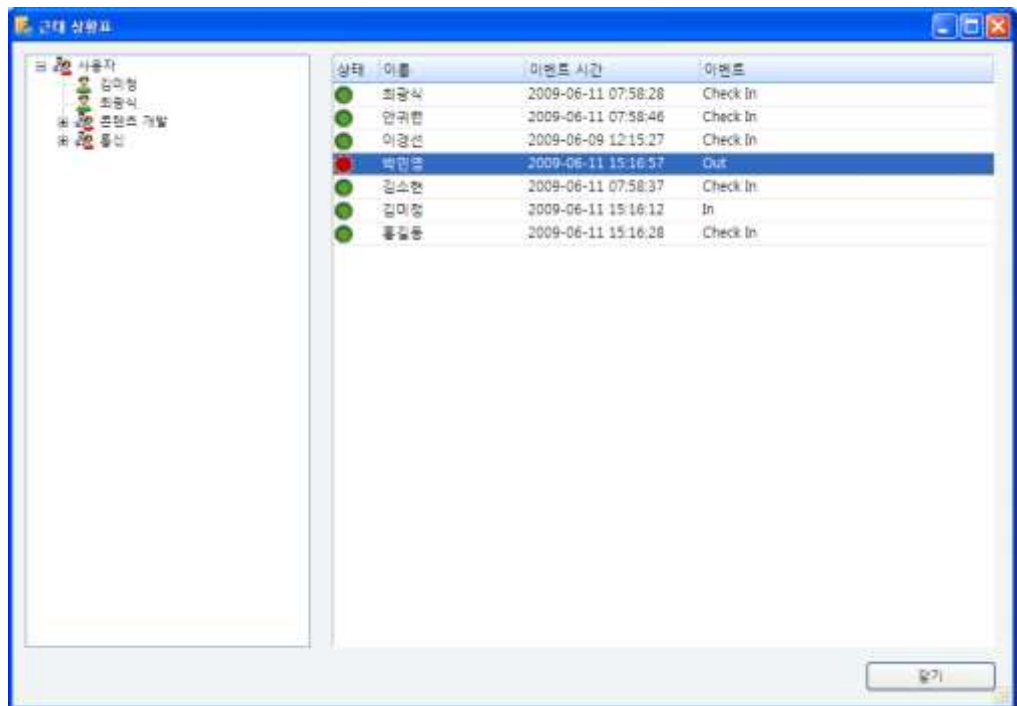 근태 상황표
사용자
김미정
최광식
콘텐츠 개발
통신
상태 이름 이벤트 시간 이벤트
최광식 2009-06-11 07:58:28 Check In
안귀련 2009-06-11 07:58:46 Check In
이경선 2009-06-09 12:15:27 Check In
박민영 2009-06-11 15:16:57 Out
김소현 2009-06-11 07:58:37 Check In
김미정 2009-06-11 15:16:12 In
홍길동 2009-06-11 15:16:28 Check In
닫기